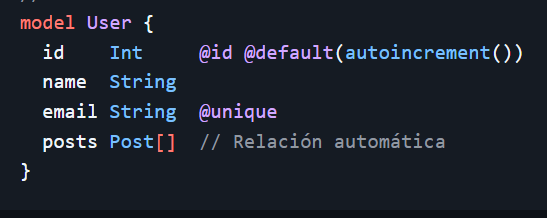 model User {
  id    Int     @id @default(autoincrement())
  name  String
  email String  @unique
  posts Post[]  // Relación automática
}